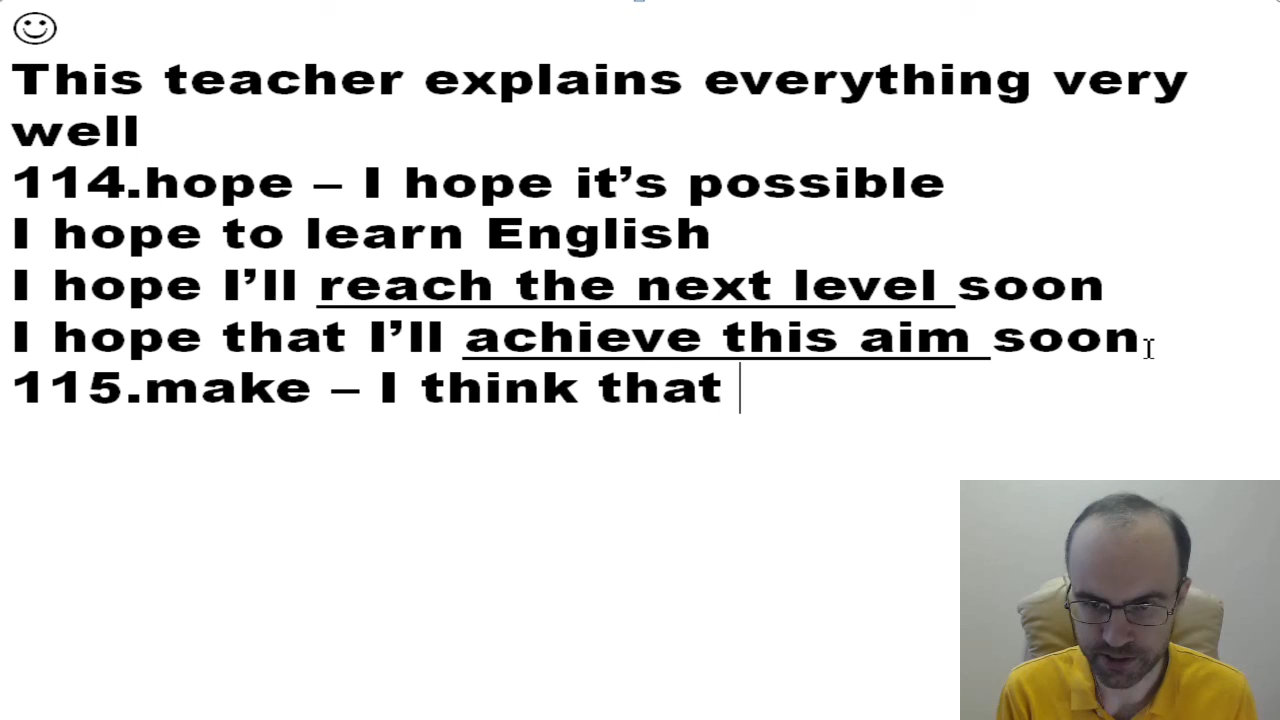 This teacher explains everything very
well
114.hope – I hope it’s possible
I hope to learn English
I hope I’ll reach the next level soon
I hope that I’ll achieve this aim soon
115.make – I think that